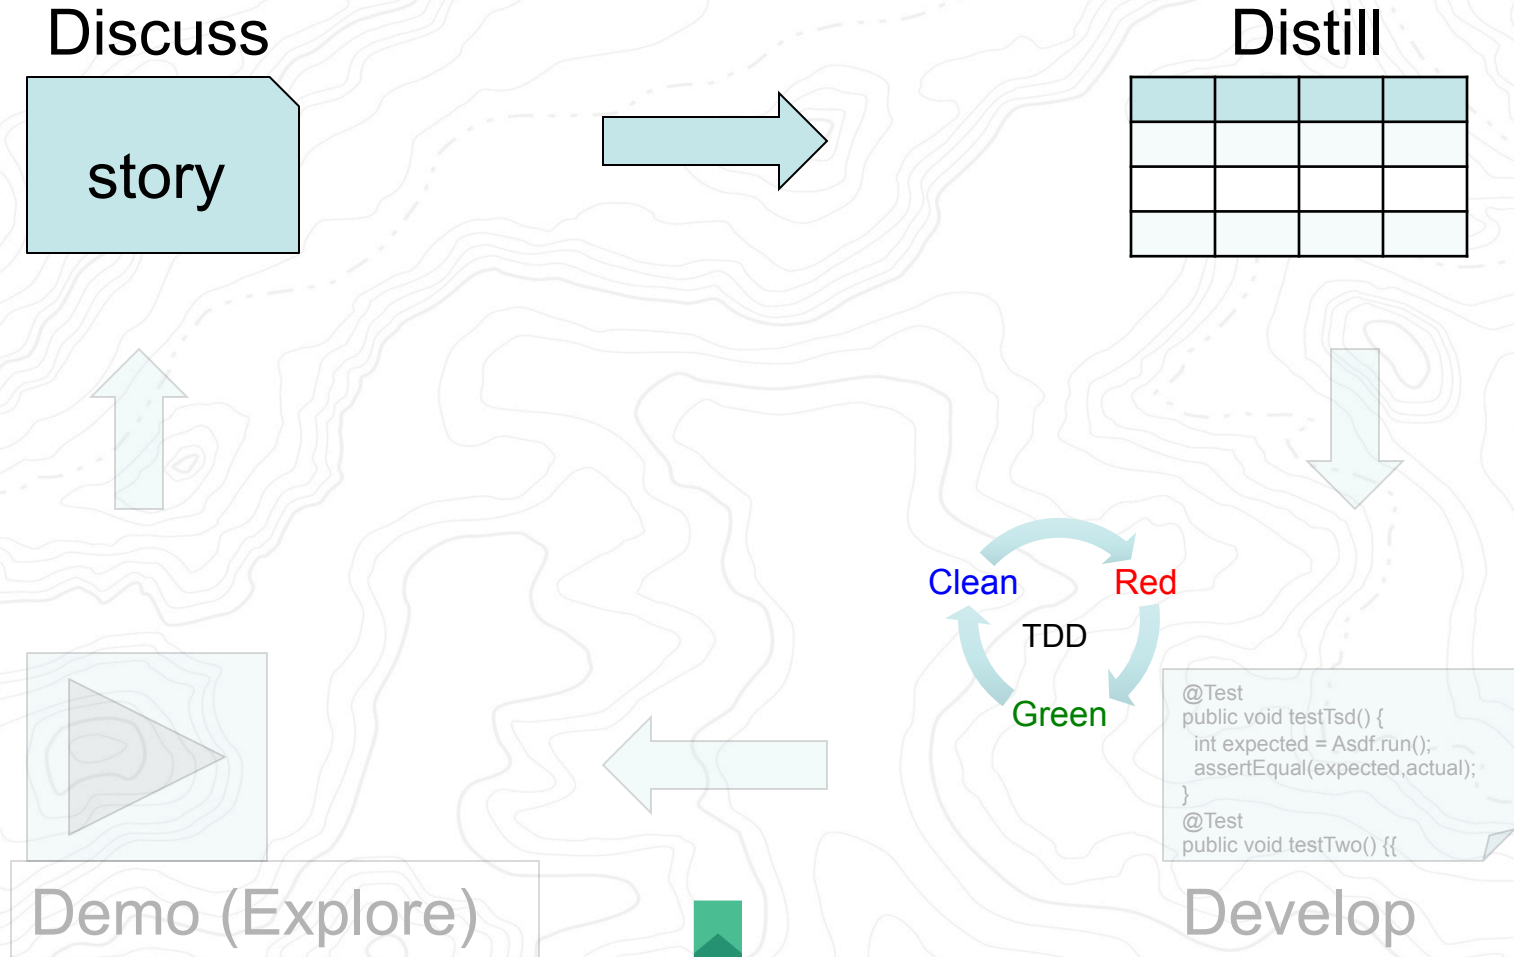 Discuss
Distill
story
Clean
Red
TDD
Green
@Test
public void testTsd() {
int expected = Asdf.run();
assertEqual(expected,actual);
}
@Test
public void testTwo() {{
Demo (Explore)
Develop